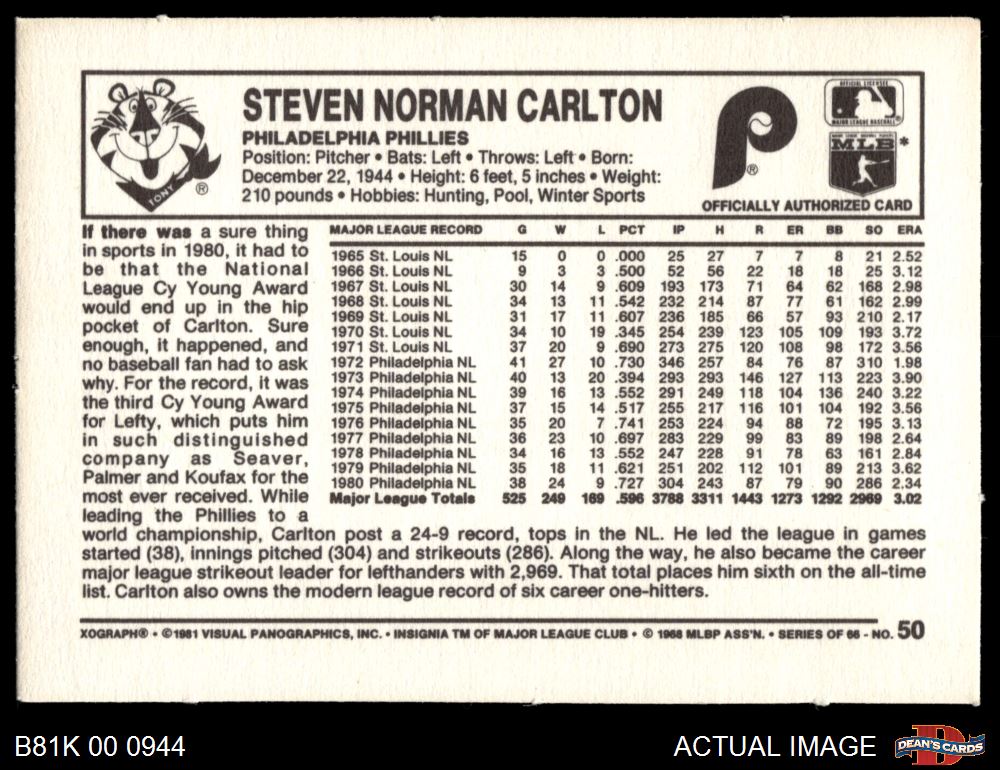 STEVEN NORMAN CARLTON
PHILADELPHIA PHILLIES
Position: Pitcher • Bats: Left • Throws: Left • Born:
December 22, 1944 • Height: 6 feet, 5 inches • Weight:
210 pounds • Hobbies: Hunting, Pool, Winter Sports
TONY
®
P
®
OFFICIAL LICENSEE
MAJOR LEAGUE BASEBALL®
MAJOR LEAGUE BASEBALL PLAYERS
MLB *
OFFICIALLY AUTHORIZED CARD
If there was a sure thing
in sports in 1980, it had to
be that the National
League Cy Young Award
would end up in the hip
pocket of Carlton. Sure
enough, it happened, and
no baseball fan had to ask
why. For the record, it was
the third Cy Young Award
for Lefty, which puts him
in such distinguished
company as Seaver,
Palmer and Koufax for the
most ever received. While
leading the Phillies to a
world championship, Carlton post a 24-9 record, tops in the NL. He led the league in games
started (38), innings pitched (304) and strikeouts (286). Along the way, he also became the career
major league strikeout leader for lefthanders with 2,969. That total places him sixth on the all-time
list. Carlton also owns the modern league record of six career one-hitters.
MAJOR LEAGUE RECORD G W L PCT IP H R ER BB SO ERA
1965 St. Louis NL 15 0 0 .000 25 27 7 7 8 21 2.52
1966 St. Louis NL 9 3 3 .500 52 56 22 18 18 25 3.12
1967 St. Louis NL 30 14 9 .609 193 173 71 64 62 168 2.98
1968 St. Louis NL 34 13 11 .542 232 214 87 77 61 162 2.99
1969 St. Louis NL 31 17 11 .607 236 185 66 57 93 210 2.17
1970 St. Louis NL 34 10 19 .345 254 239 123 105 109 193 3.72
1971 St. Louis NL 37 20 9 .690 273 275 120 108 98 172 3.56
1972 Philadelphia NL 41 27 10 .730 346 257 84 76 87 310 1.98
1973 Philadelphia NL 40 13 20 .394 293 293 146 127 113 223 3.90
1974 Philadelphia NL 39 16 13 .552 291 249 118 104 136 240 3.22
1975 Philadelphia NL 37 15 14 .517 255 217 116 101 104 192 3.56
1976 Philadelphia NL 35 20 7 .741 253 224 94 88 72 195 3.13
1977 Philadelphia NL 36 23 10 .697 283 229 99 83 89 198 2.64
1978 Philadelphia NL 34 16 13 .552 247 228 91 78 63 161 2.84
1979 Philadelphia NL 35 18 11 .621 251 202 112 101 89 213 3.62
1980 Philadelphia NL 38 24 9 .727 304 243 87 79 90 286 2.34
Major League Totals 525 249 169 .596 3788 3311 1443 1273 1292 2969 3.02
XOGRAPH® • ©1981 VISUAL PANOGRAPHICS, INC. • INSIGNIA TM OF MAJOR LEAGUE CLUB • © 1968 MLBP ASS'N. • SERIES OF 66 - NO. 50
B81K 00 0944
ACTUAL IMAGE
D
DEAN'S CARDS